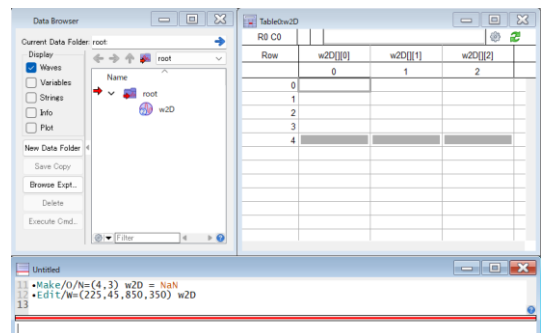 Data Browser
Current Data Folder root:
Display
Waves
Variables
Strings
Info
Plot
New Data Folder
Save Copy
Browse Expt...
Delete
Execute Cmd...
root
Name
root
w2D
Filter
Table0:w2D
R0 C0
Row w2D[][0] w2D[][1] w2D[][2]
0 1 2
0
1
2
3
4
Untitled
11 •Make/O/N=(4,3) w2D = NaN
12 •Edit/W=(225,45,850,350) w2D
13